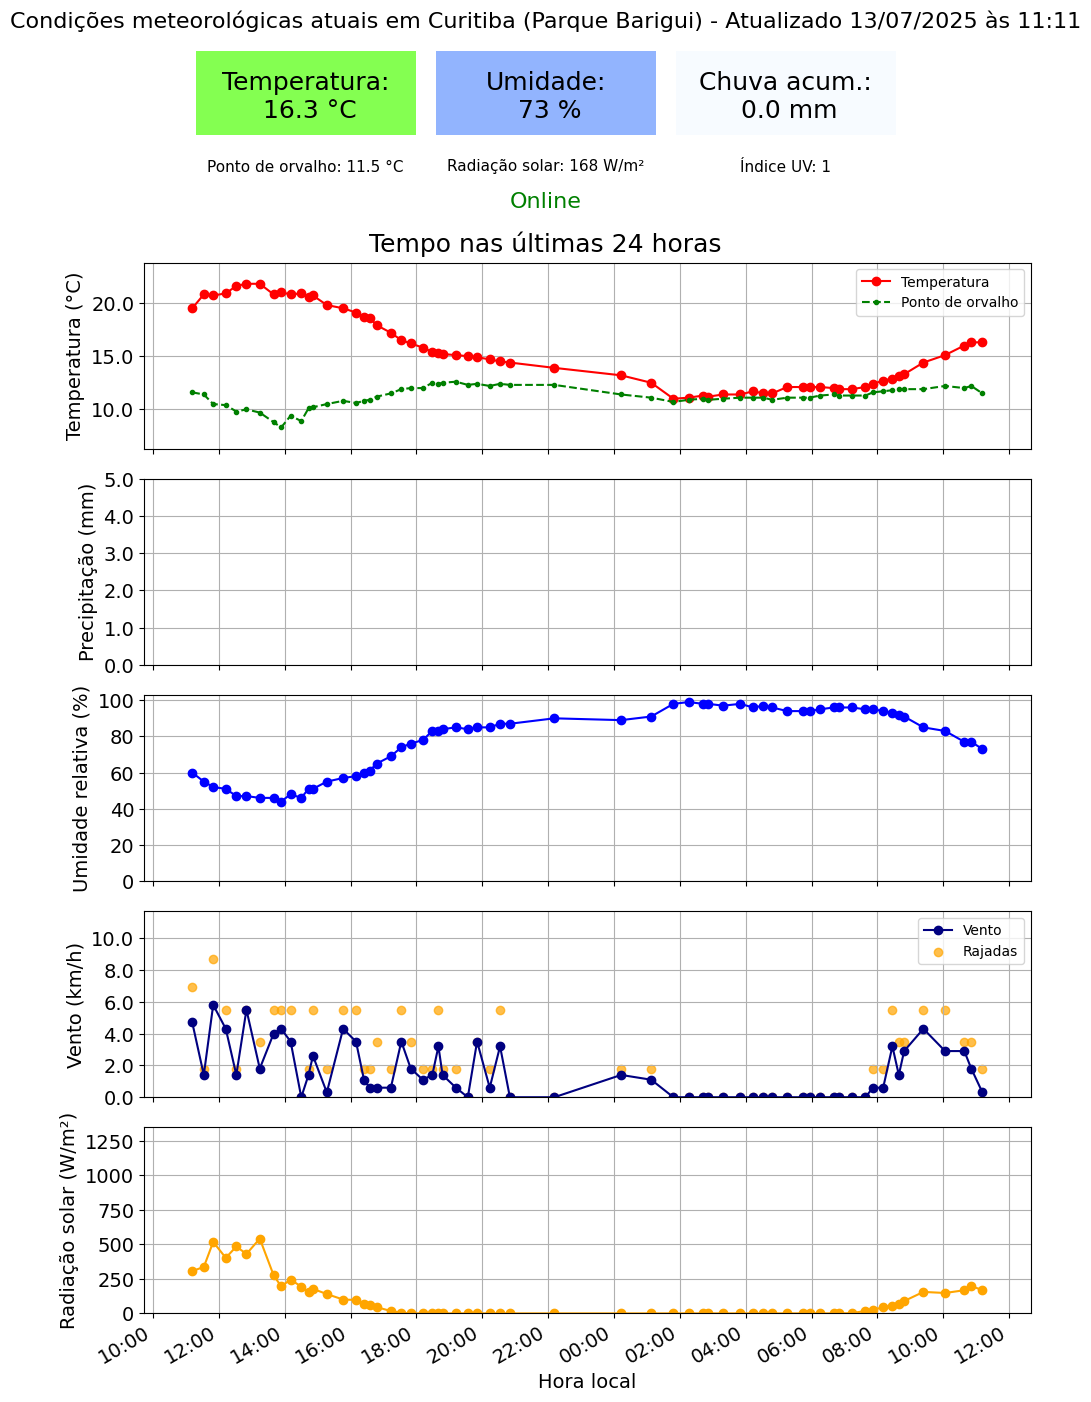 Condições meteorológicas atuais em Curitiba (Parque Barigui) - Atualizado 13/07/2025 às 11:11
Temperatura:
16.3 °C
Umidade:
73 %
Chuva acum.:
0.0 mm
Ponto de orvalho: 11.5 °C
Radiação solar: 168 W/m²
Índice UV: 1
Online
Tempo nas últimas 24 horas
Temperatura (°C)
20.0
15.0
10.0
Temperatura
Ponto de orvalho
Precipitação (mm)
5.0
4.0
3.0
2.0
1.0
0.0
Umidade relativa (%)
100
80
60
40
20
0
Vento (km/h)
10.0
8.0
6.0
4.0
2.0
0.0
Vento
Rajadas
Radiação solar (W/m²)
1250
1000
750
500
250
0
10:00
12:00
14:00
16:00
18:00
20:00
22:00
00:00
02:00
04:00
06:00
08:00
10:00
12:00
Hora local